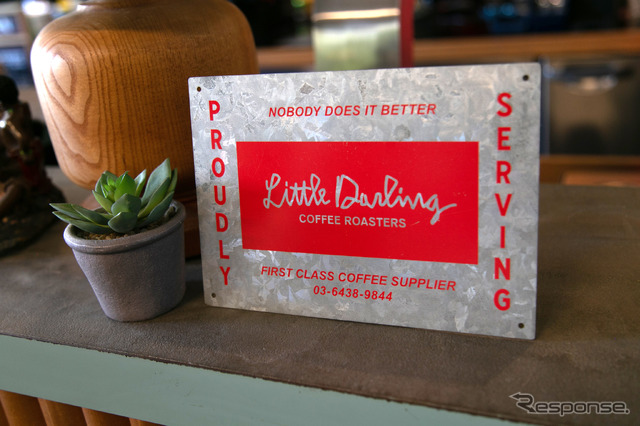 NOBODY DOES IT BETTER
PROUDLY
Little Darling
COFFEE ROASTERS
SERVING
FIRST CLASS COFFEE SUPPLIER
03-6438-9844
Response.